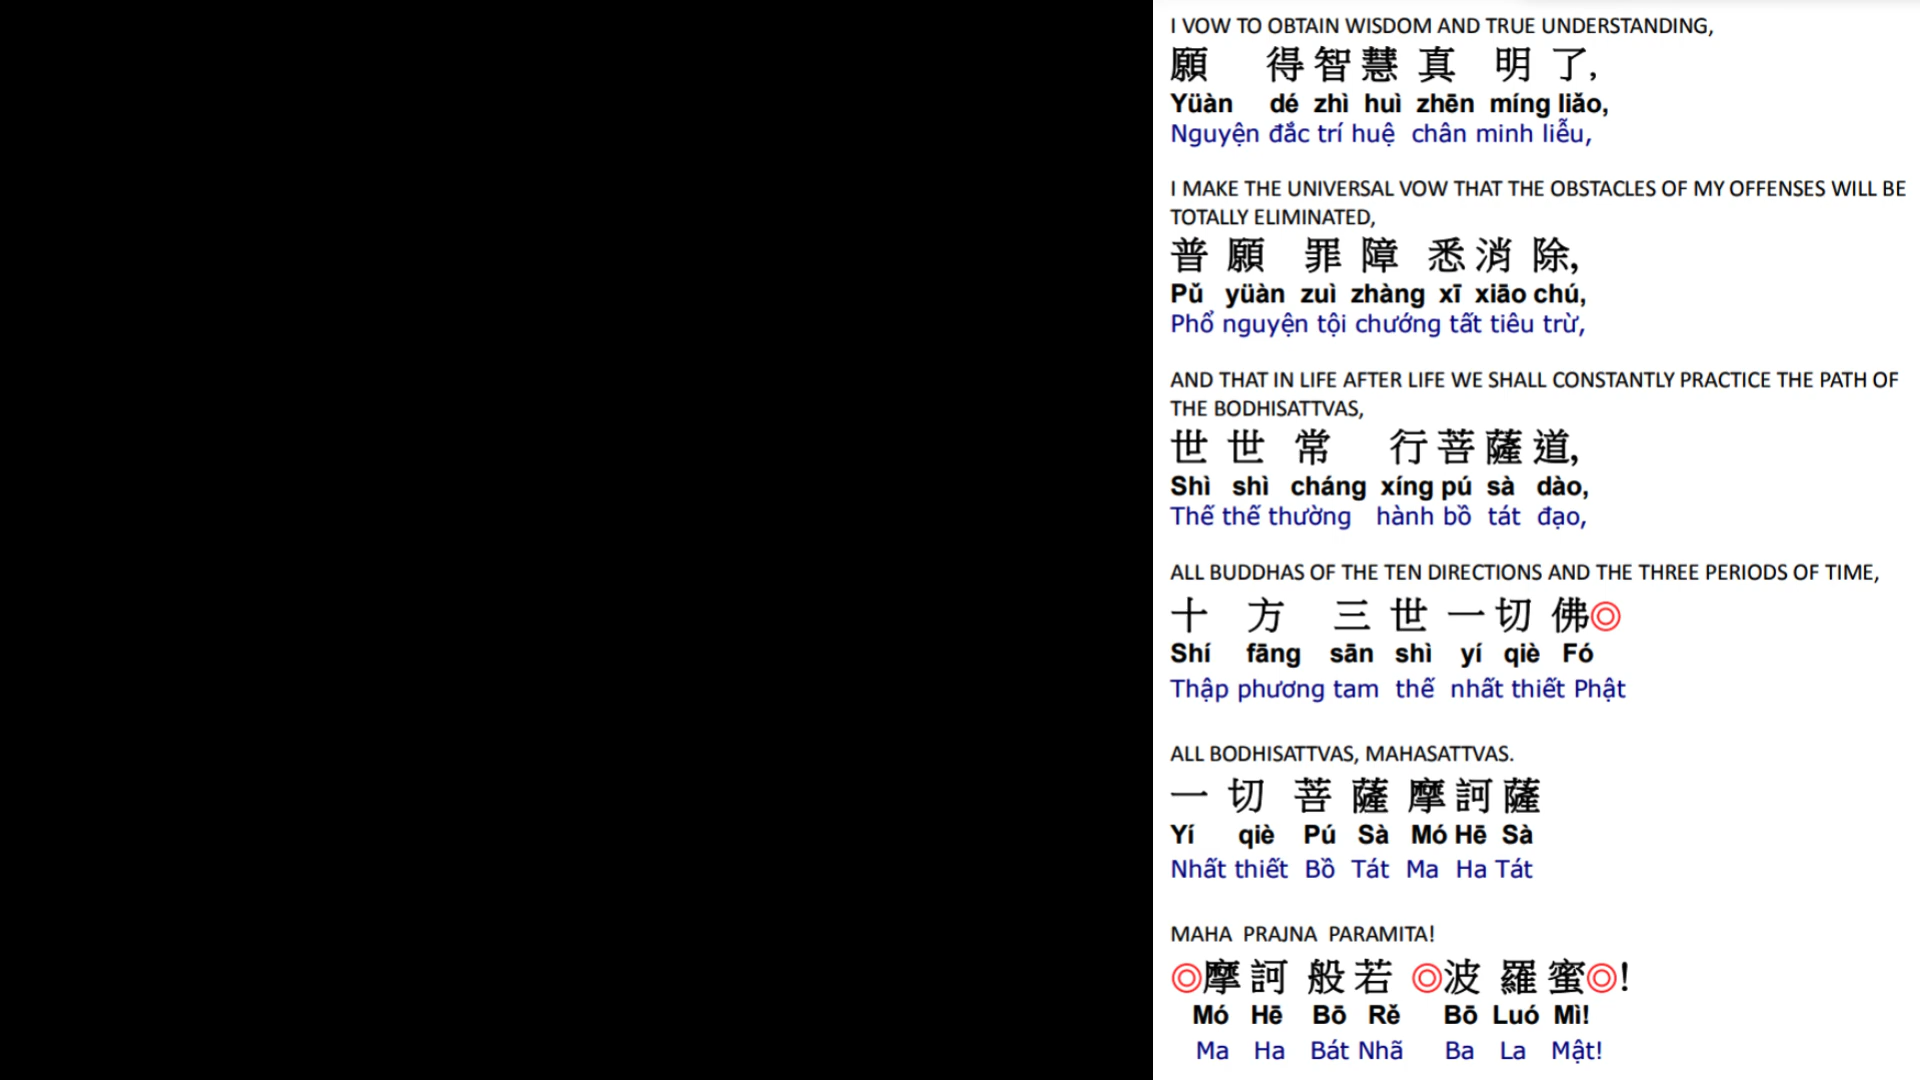 I VOW TO OBTAIN WISDOM AND TRUE UNDERSTANDING,
願 得 智 慧 真 明 了,
Yüàn dé zhì huì zhēn míng liǎo,
Nguyện đắc trí huệ chân minh liễu,
I MAKE THE UNIVERSAL VOW THAT THE OBSTACLES OF MY OFFENSES WILL BE
TOTALLY ELIMINATED,
普 願 罪 障 悉 消 除,
Pǔ yüàn zuì zhàng xī xiāo chú,
Phổ nguyện tội chướng tất tiêu trừ,
AND THAT IN LIFE AFTER LIFE WE SHALL CONSTANTLY PRACTICE THE PATH OF
THE BODHISATTVAS,
世 世 常 行 菩 薩 道,
Shì shì cháng xíng pú sà dào,
Thế thế thường hành bồ tát đạo,
ALL BUDDHAS OF THE TEN DIRECTIONS AND THE THREE PERIODS OF TIME,
十 方 三 世 一 切 佛◎
Shí fāng sān shì yí qiè Fó
Thập phương tam thế nhất thiết Phật
ALL BODHISATTVAS, MAHASATTVAS.
一 切 菩 薩 摩 訶 薩
Yí qiè Pú Sà Mó Hē Sà
Nhất thiết Bồ Tát Ma Ha Tát
MAHA PRAJNA PARAMITA!
◎摩 訶 般 若 ◎波 羅 蜜◎!
Mó Hē Bō Rě Bō Luó Mì!
Ma Ha Bát Nhã Ba La Mật!